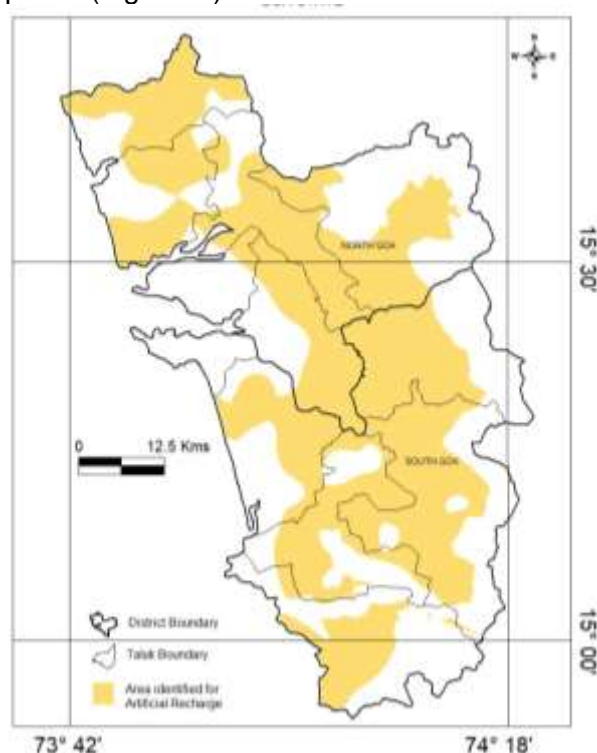 W E
NORTH GOA
15° 30'
0 12.5 Kms
SOUTH GOA
District Boundary
Taluk Boundary
Area identified for
Artificial Recharge
15° 00'
73° 42' 74° 18'